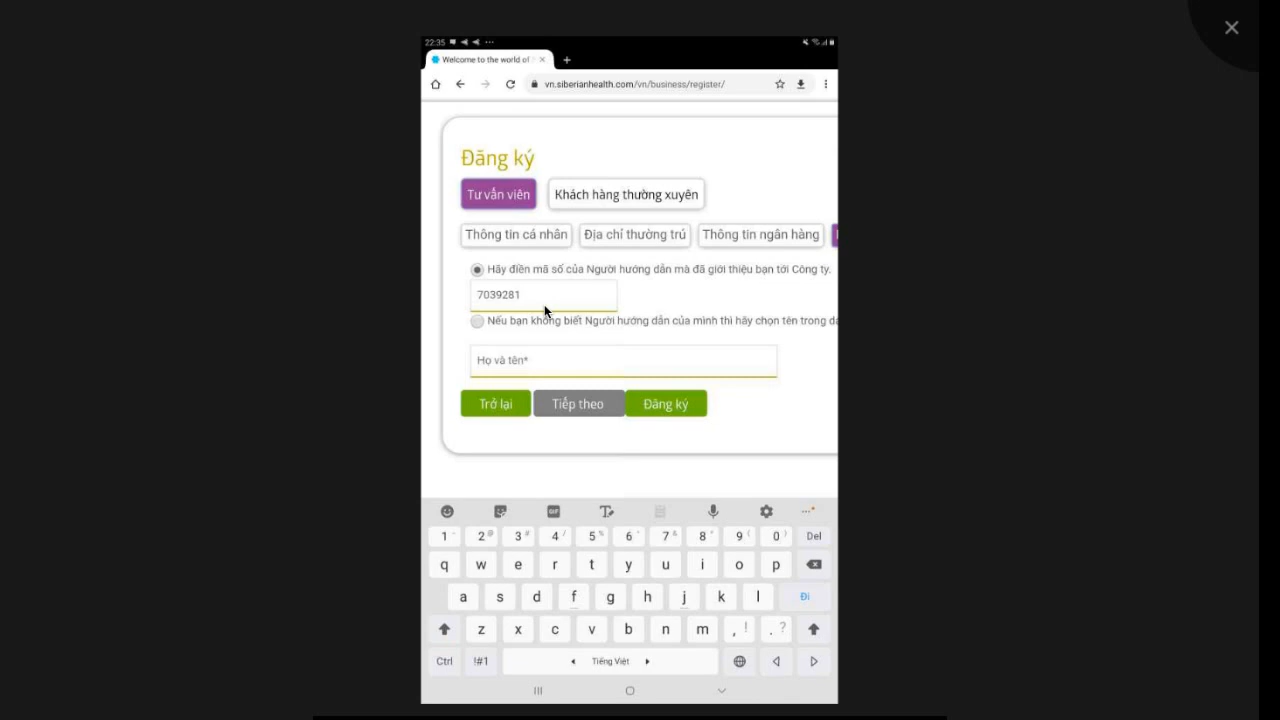 22:35
Welcome to the world of
vn.siberianhealth.com/vn/business/register/
Đăng ký
Tư vấn viên Khách hàng thường xuyên
Thông tin cá nhân Địa chỉ thường trú Thông tin ngân hàng
Hãy điền mã số của Người hướng dẫn mà đã giới thiệu bạn tới Công ty.
7039281
Nếu bạn không biết Người hướng dẫn của mình thì hãy chọn tên trong
Họ và tên*
Trở lại Tiếp theo Đăng ký
GIF
1 2 @ 3 # 4 / 5 % 6 7 & 8 9 ( 0 ) Del
q w e r t y u i o p
a s d f g h j k l Đi
z x c v b n m , ! . ?
Ctrl !#1 Tiếng Việt